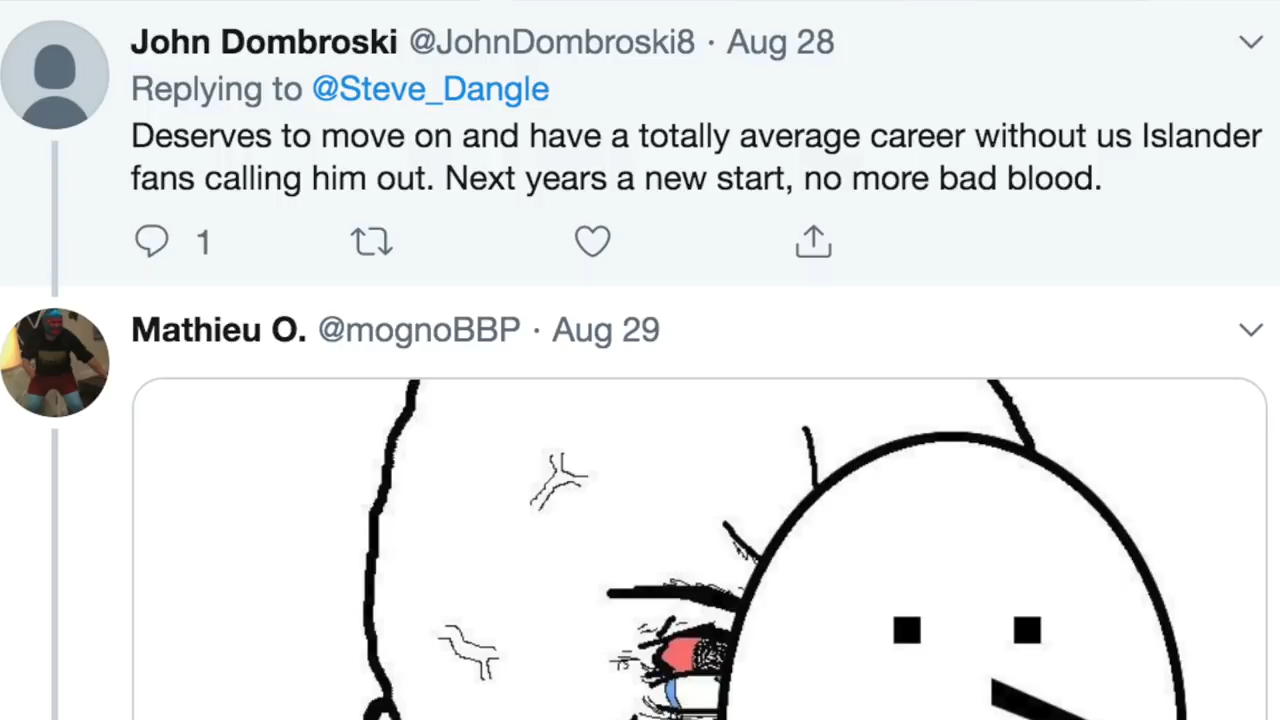 John Dombroski @JohnDombroski8 · Aug 28
Replying to @Steve_Dangle
Deserves to move on and have a totally average career without us Islander
fans calling him out. Next years a new start, no more bad blood.
1
Mathieu O. @mognoBBP · Aug 29